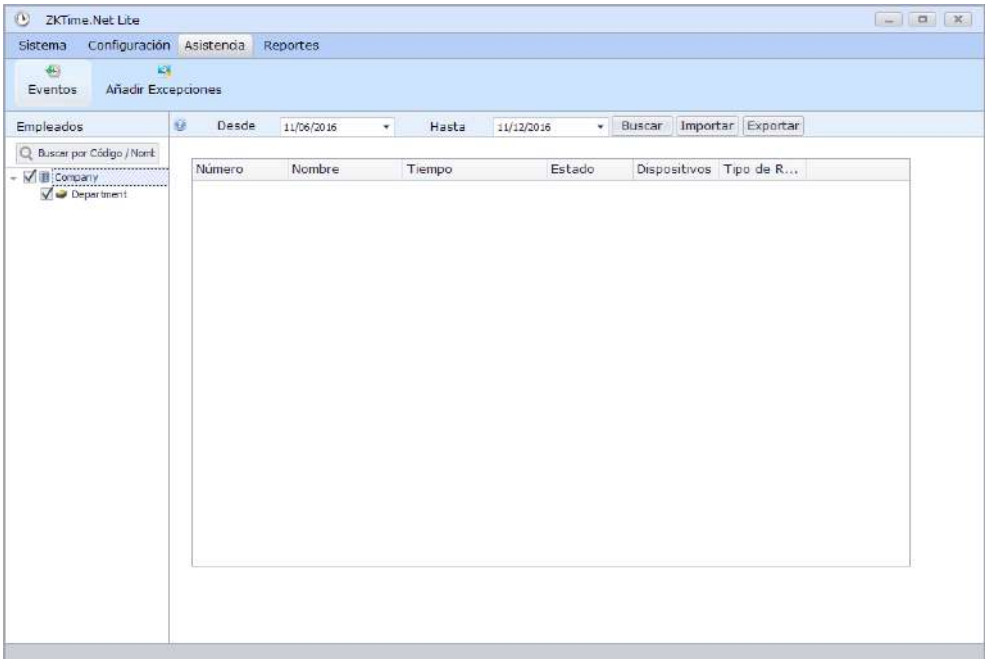 ZKTime.Net Lite
Sistema Configuración Asistencia Reportes
Eventos Añadir Excepciones
Empleados Desde 11/06/2016 Hasta 11/12/2016 Buscar Importar Exportar
Buscar por Código / Nomb
Número Nombre Tiempo Estado Dispositivos Tipo de R...
Company
Department